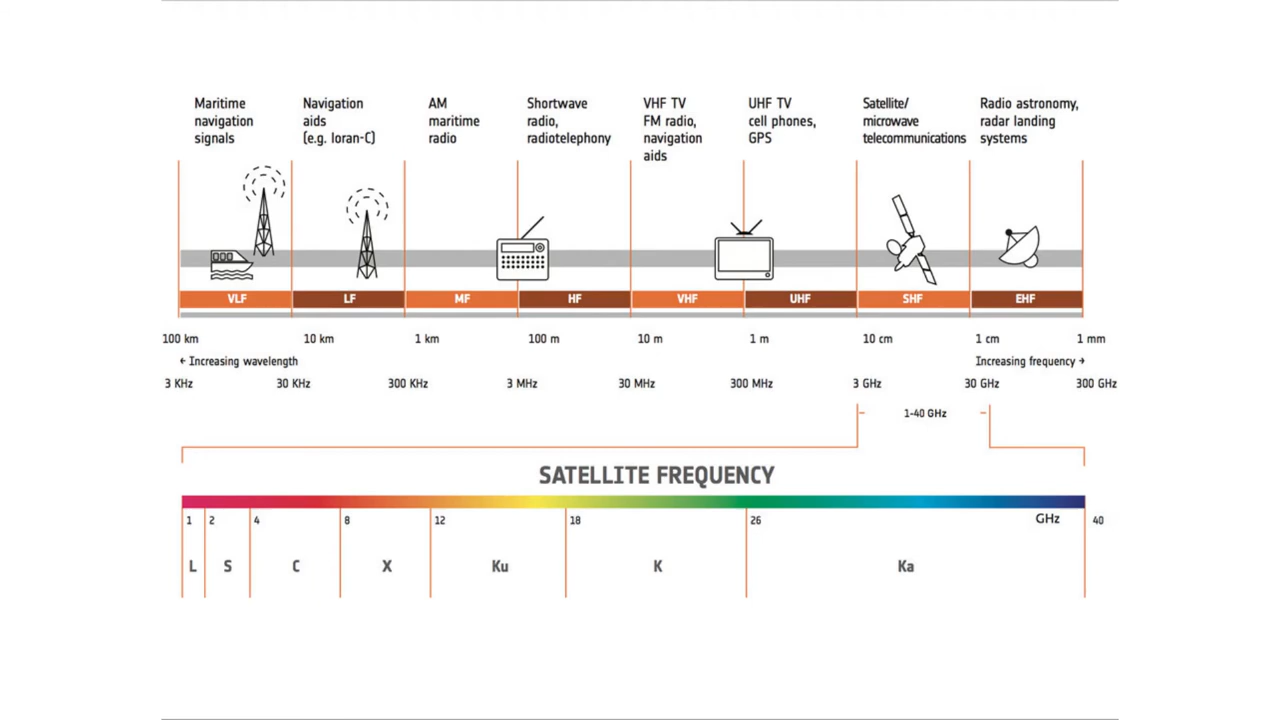 Maritime
navigation
signals
Navigation
aids
(e.g. loran-C)
AM
maritime
radio
Shortwave
radio,
radiotelephony
VHF TV
FM radio,
navigation
aids
UHF TV
cell phones,
GPS
Satellite/
microwave
telecommunications
Radio astronomy,
radar landing
systems
VLF LF MF HF VHF UHF SHF EHF
100 km 10 km 1 km 100 m 10 m 1 m 10 cm 1 cm 1 mm
← Increasing wavelength Increasing frequency →
3 KHz 30 KHz 300 KHz 3 MHz 30 MHz 300 MHz 3 GHz 30 GHz 300 GHz
1-40 GHz
SATELLITE FREQUENCY
1 2 4 8 12 18 26 GHz 40
L S C X Ku K Ka